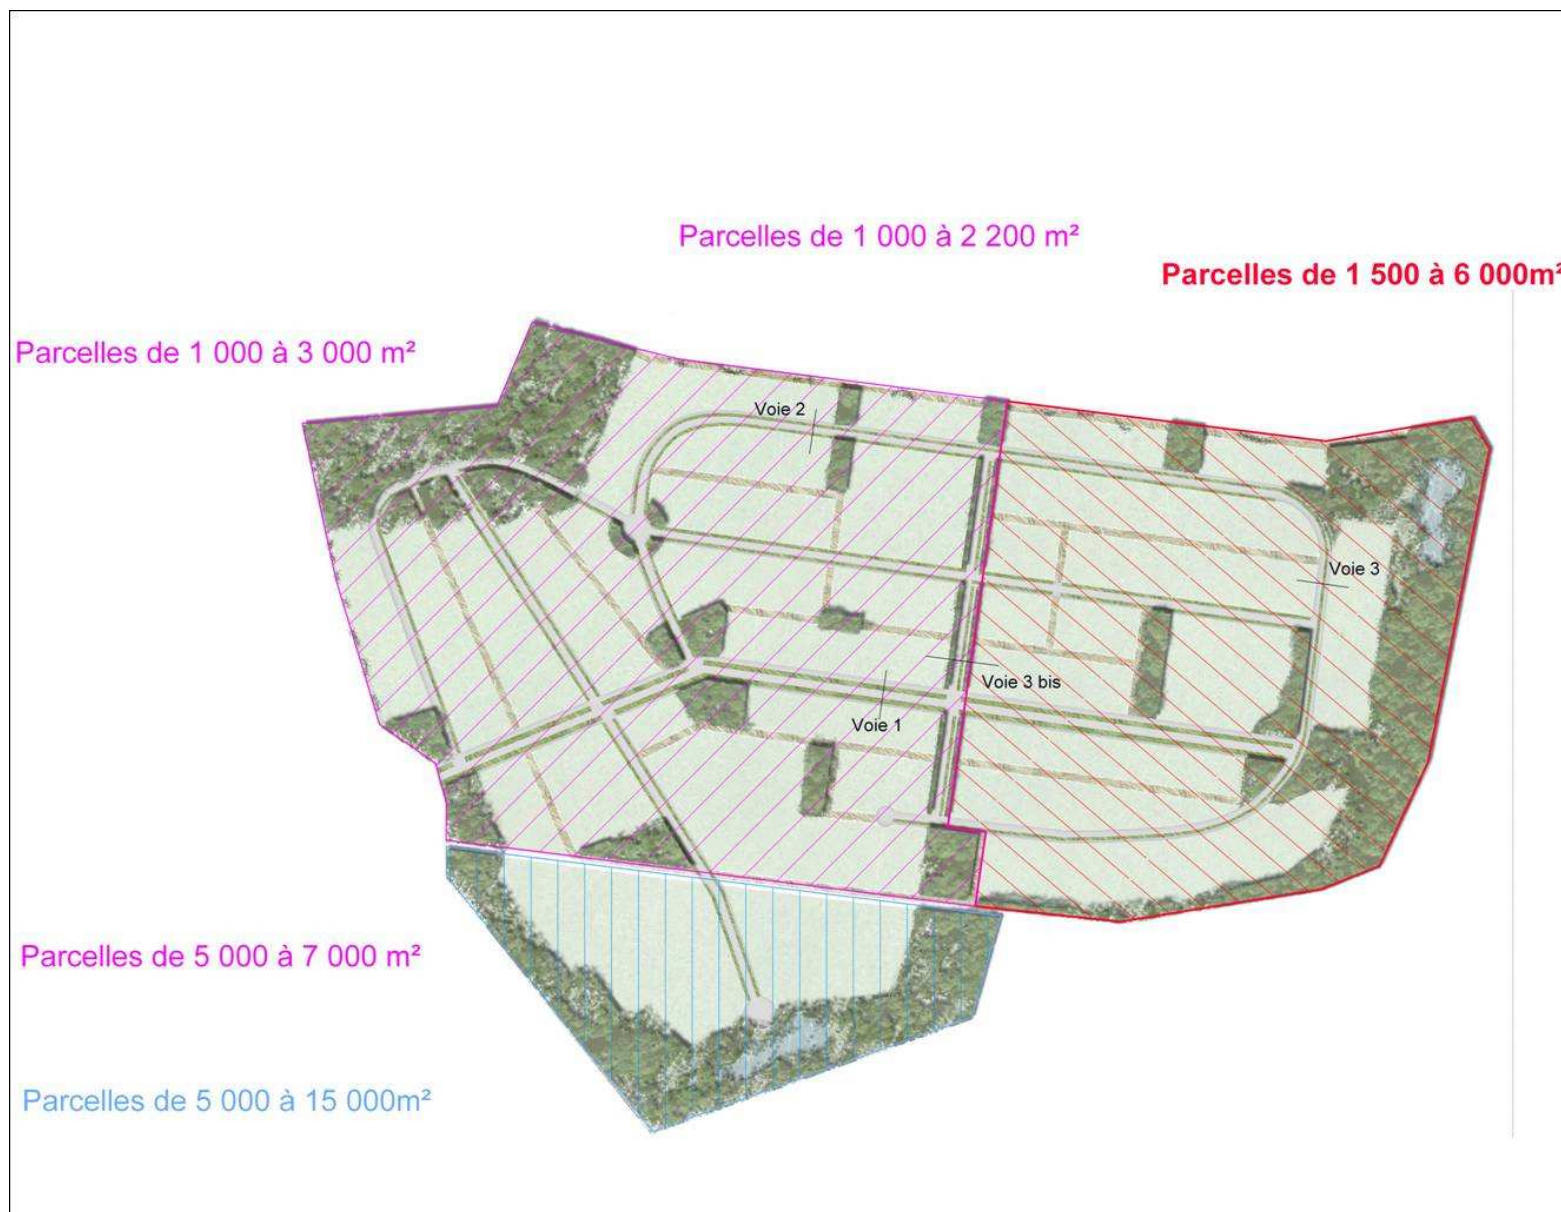 Parcelles de 1 000 à 2 200 m²
Parcelles de 1 500 à 6 000m²
Parcelles de 1 000 à 3 000 m²
Voie 2
Voie 3
Voie 3 bis
Voie 1
Parcelles de 5 000 à 7 000 m²
Parcelles de 5 000 à 15 000m²